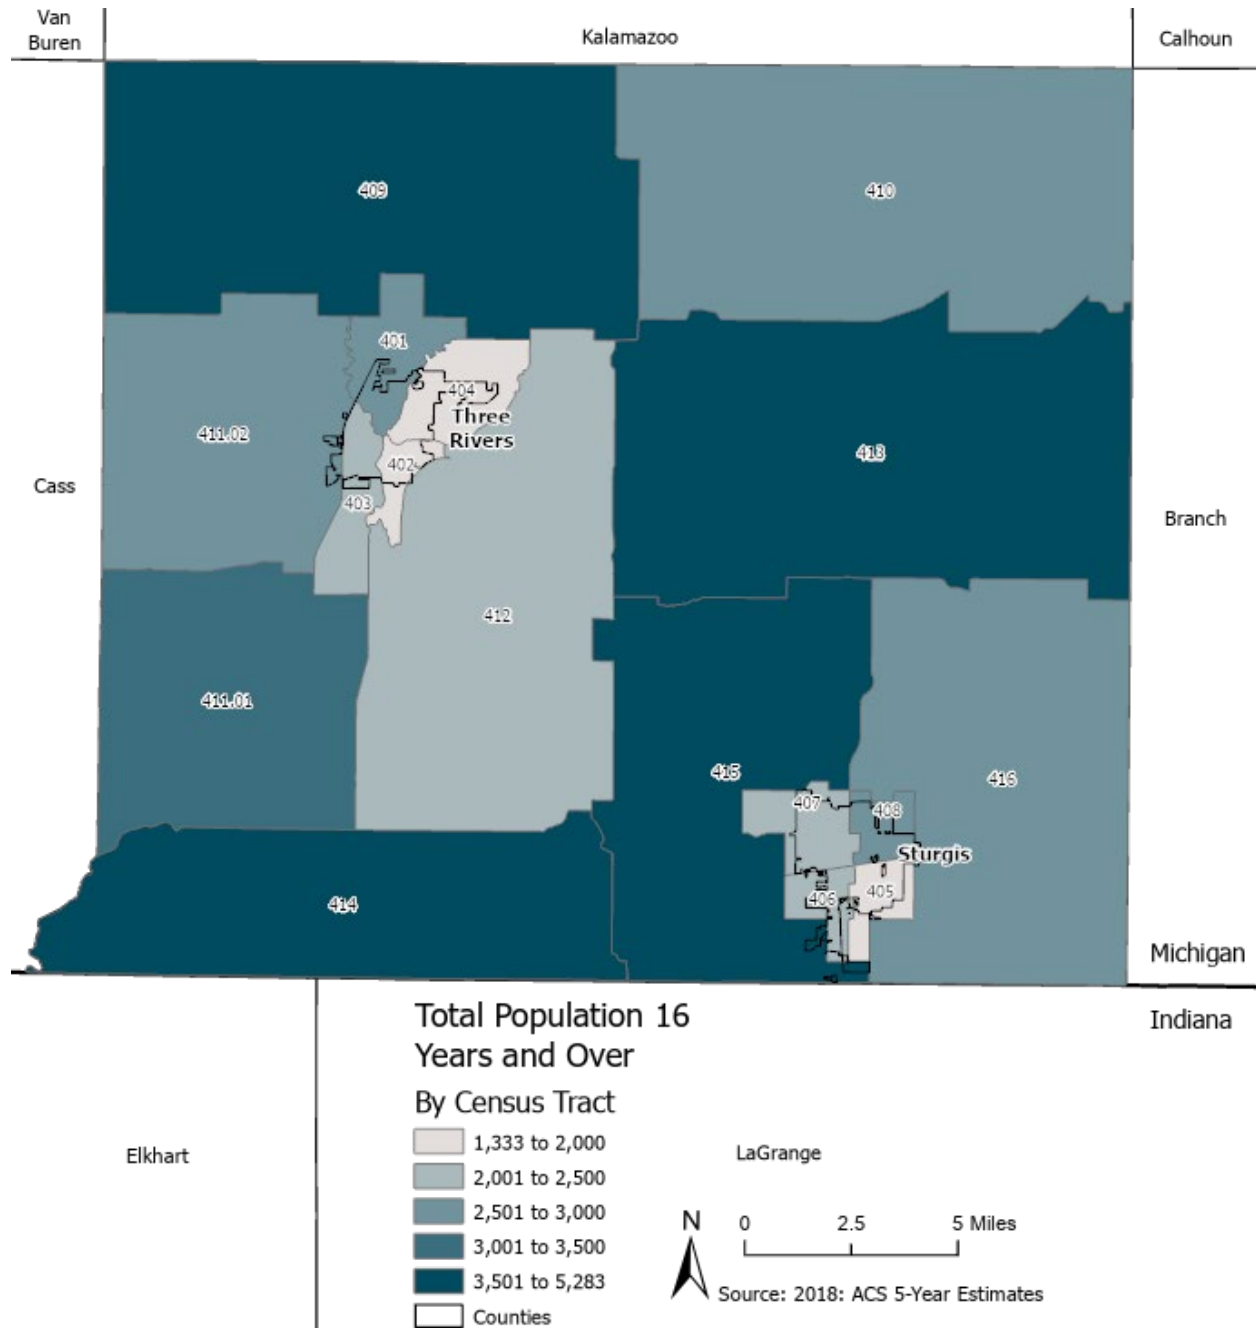 Van
Buren
Kalamazoo
Calhoun
409
410
401
404
Three
Rivers
411.02
413
402
Cass
403
Branch
412
411.01
415
416
407
408
Sturgis
405
406
414
Michigan
Indiana
Total Population 16
Years and Over
By Census Tract
1,333 to 2,000
2,001 to 2,500
2,501 to 3,000
3,001 to 3,500
3,501 to 5,283
Counties
Elkhart
LaGrange
N
0 2.5 5 Miles
Source: 2018: ACS 5-Year Estimates